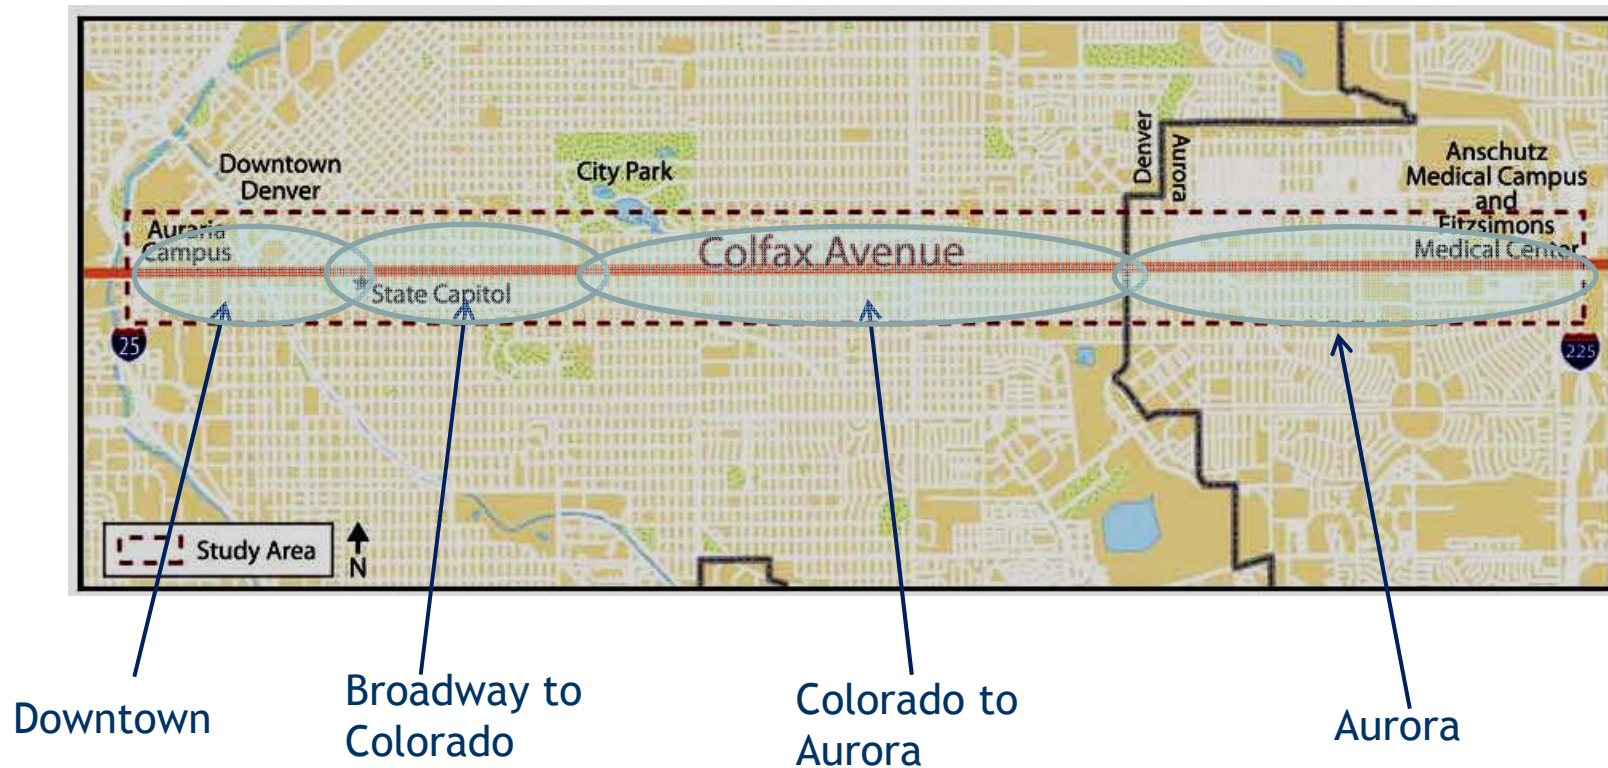 Downtown
Denver
City Park
Denver
Aurora
Anschutz
Medical Campus
and
Fitzsimons
Medical Center
Auraria
Campus
Colfax Avenue
State Capitol
25
225
Study Area
N
Downtown
Broadway to
Colorado
Colorado to
Aurora
Aurora